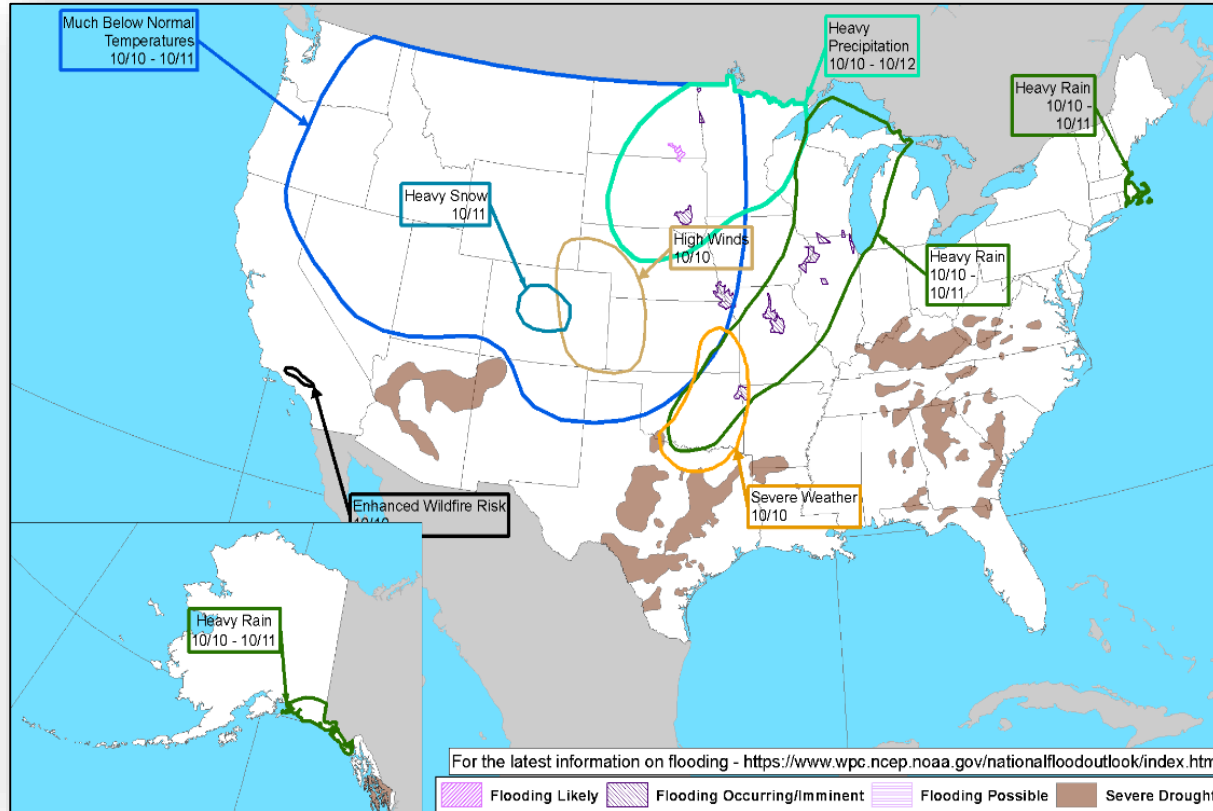 Much Below Normal
Temperatures
10/10 - 10/11
Heavy
Precipitation
10/10 - 10/12
Heavy Rain
10/10 -
10/11
Heavy Snow
10/11
High Winds
10/10
Heavy Rain
10/10 -
10/11
Enhanced Wildfire Risk
Severe Weather
10/10
Heavy Rain
10/10 - 10/11
For the latest information on flooding - https://www.wpc.ncep.noaa.gov/nationalfloodoutlook/index.htm
Flooding Likely
Flooding Occurring/Imminent
Flooding Possible
Severe Drought